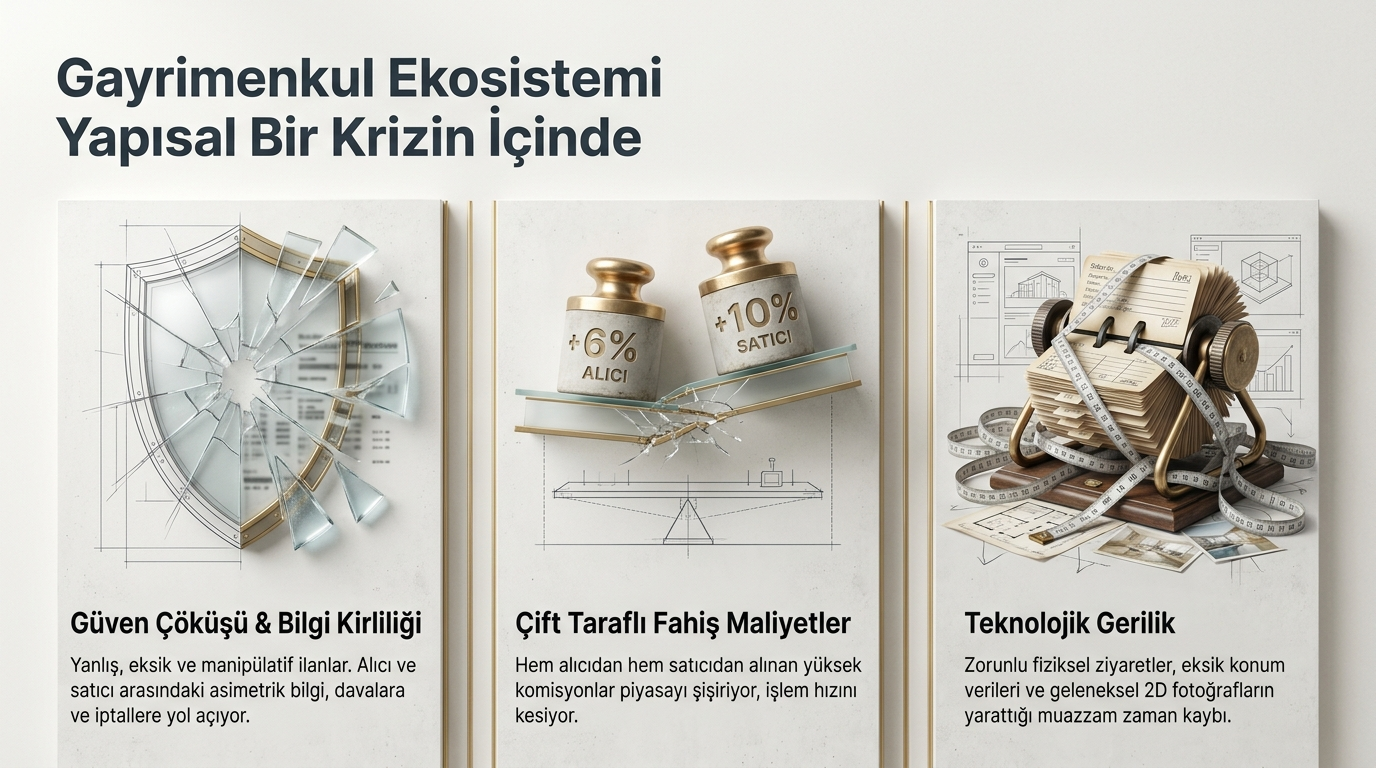 Gayrimenkul Ekosistemi
Yapısal Bir Krizin İçinde
+6%
ALICI
+10%
SATICI
Güven Çöküşü & Bilgi Kirliliği
Yanlış, eksik ve manipülatif ilanlar. Alıcı ve
satıcı arasındaki asimetrik bilgi, davalara
ve iptallere yol açıyor.
Çift Taraflı Fahiş Maliyetler
Hem alıcıdan hem satıcıdan alınan yüksek
komisyonlar piyasayı şişiriyor, işlem hızını
kesiyor.
Teknolojik Gerilik
Zorunlu fiziksel ziyaretler, eksik konum
verileri ve geleneksel 2D fotoğrafların
yarattığı muazzam zaman kaybı.